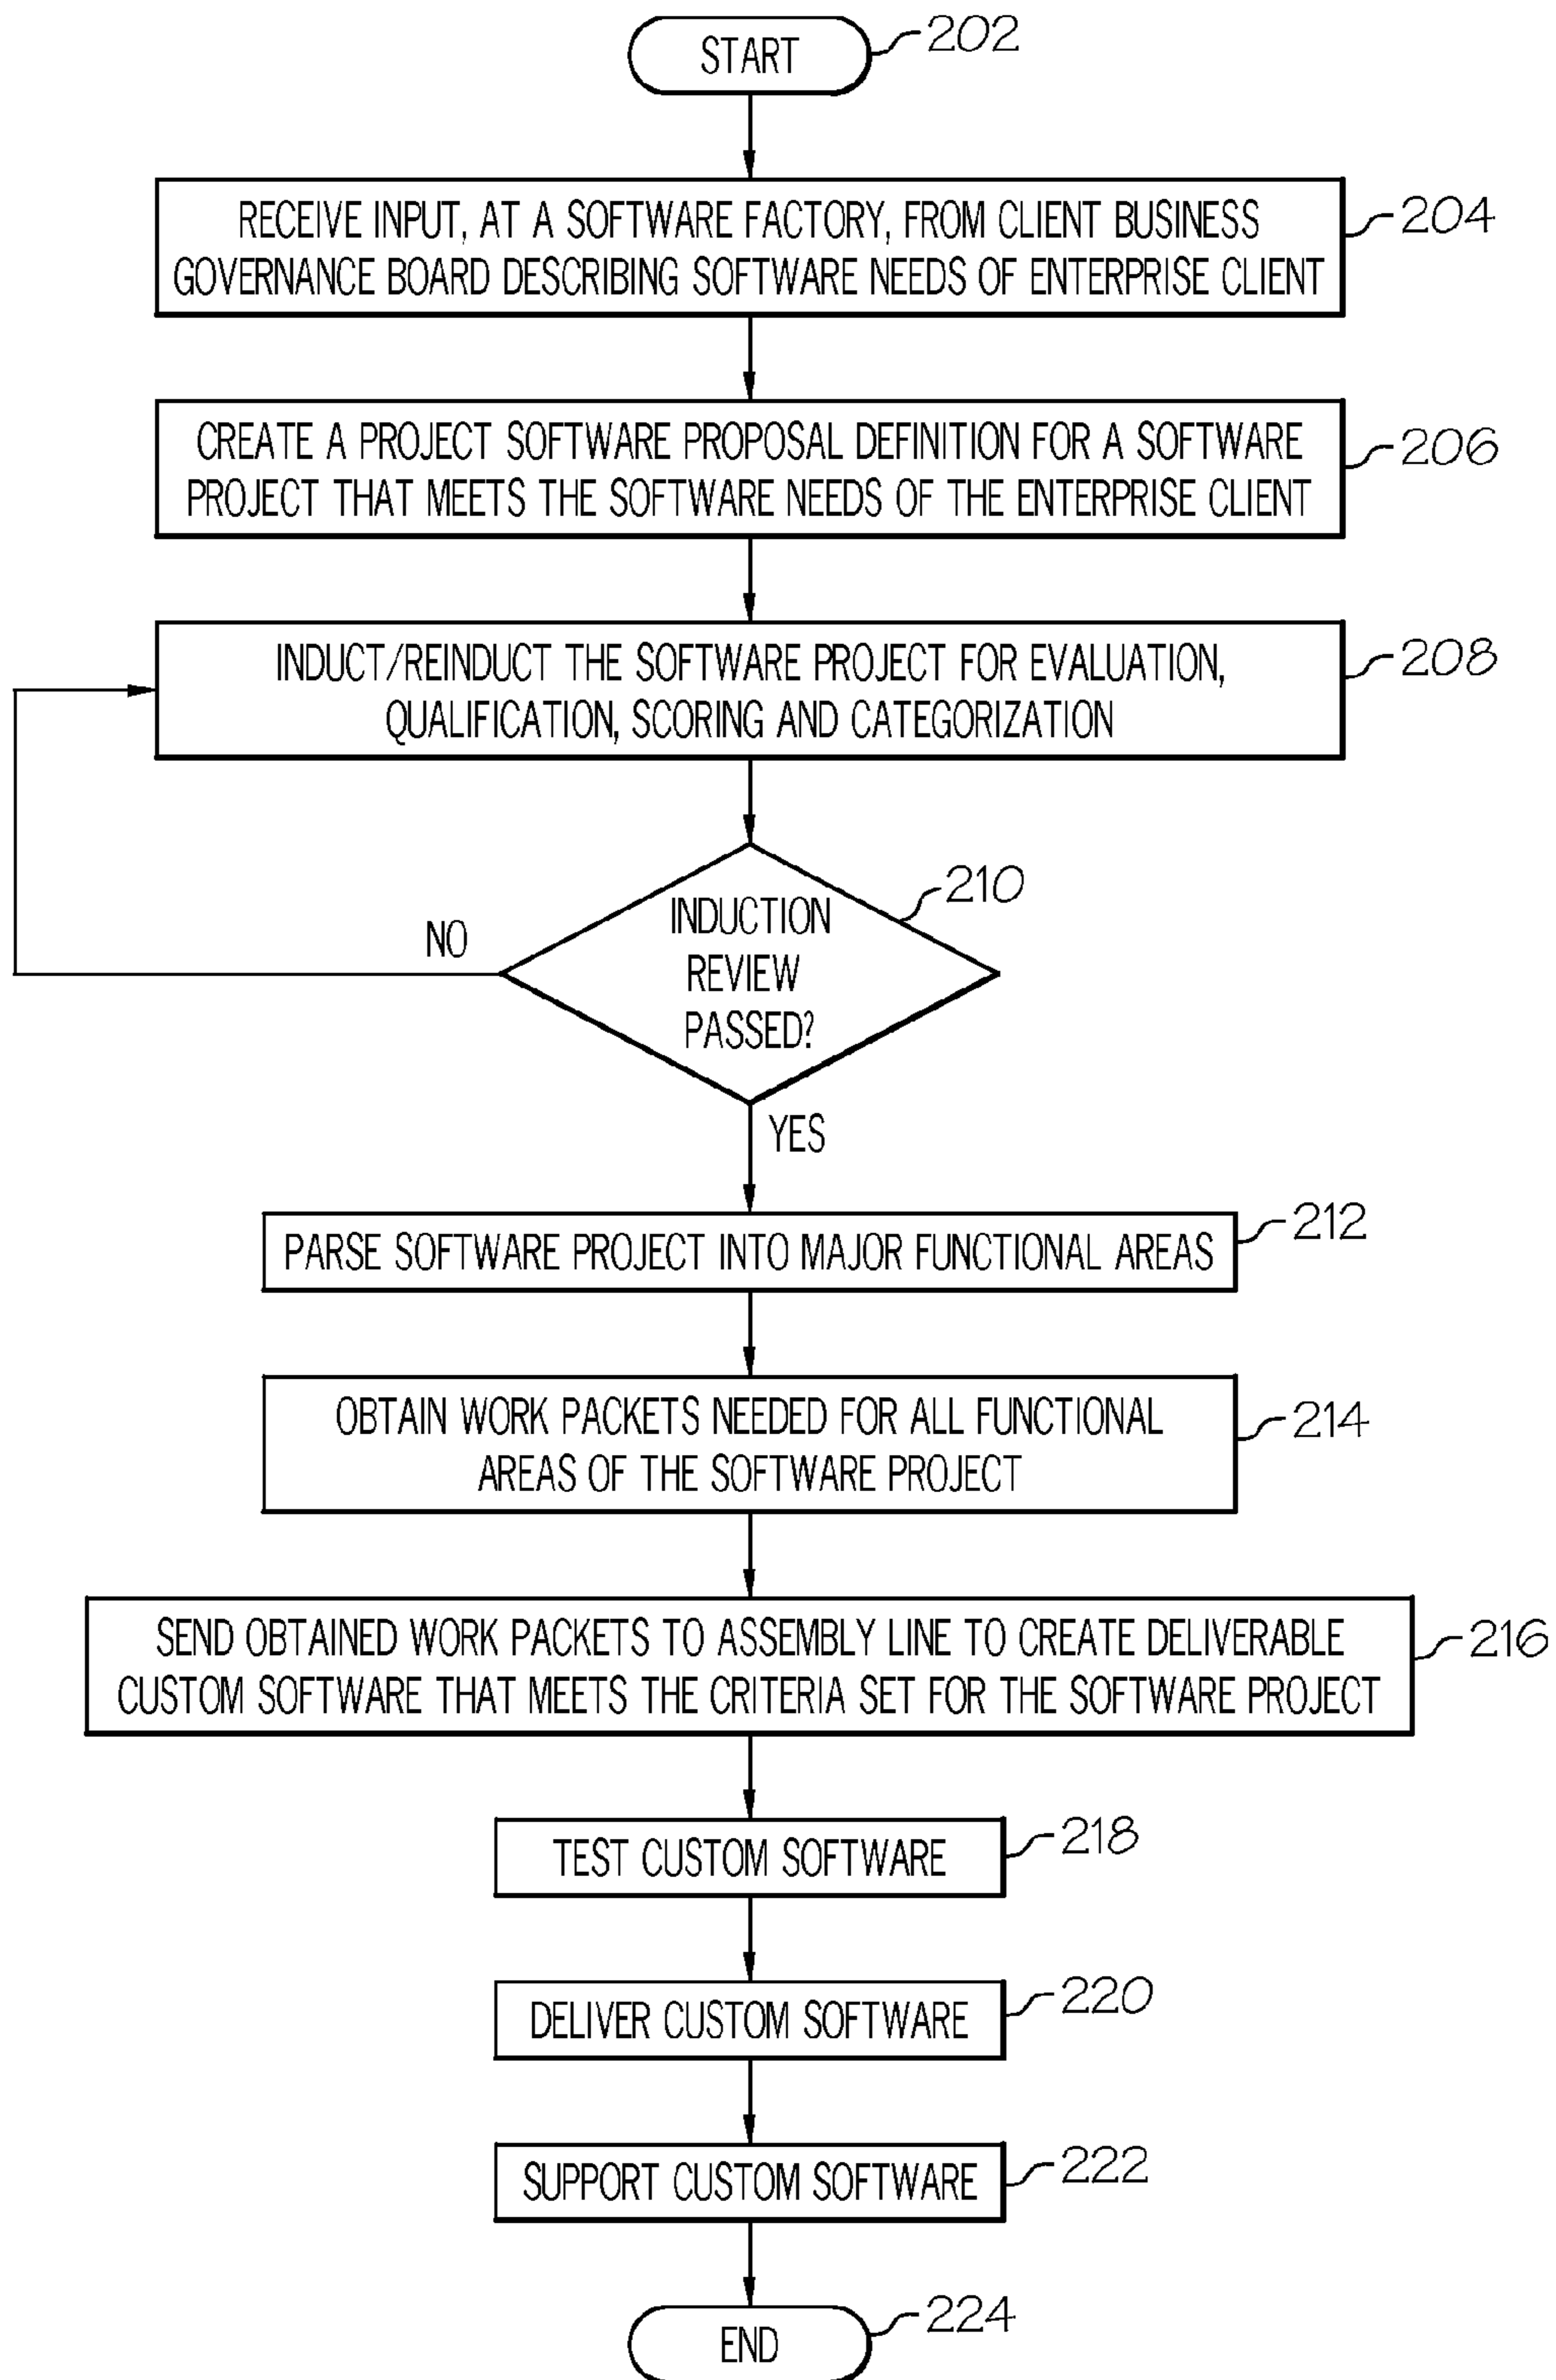 START
202
RECEIVE INPUT, AT A SOFTWARE FACTORY, FROM CLIENT BUSINESS
GOVERNANCE BOARD DESCRIBING SOFTWARE NEEDS OF ENTERPRISE CLIENT
204
CREATE A PROJECT SOFTWARE PROPOSAL DEFINITION FOR A SOFTWARE
PROJECT THAT MEETS THE SOFTWARE NEEDS OF THE ENTERPRISE CLIENT
206
INDUCT/REINDUCT THE SOFTWARE PROJECT FOR EVALUATION,
QUALIFICATION, SCORING AND CATEGORIZATION
208
INDUCTION
REVIEW
PASSED?
210
NO
YES
PARSE SOFTWARE PROJECT INTO MAJOR FUNCTIONAL AREAS
212
OBTAIN WORK PACKETS NEEDED FOR ALL FUNCTIONAL
AREAS OF THE SOFTWARE PROJECT
214
SEND OBTAINED WORK PACKETS TO ASSEMBLY LINE TO CREATE DELIVERABLE
CUSTOM SOFTWARE THAT MEETS THE CRITERIA SET FOR THE SOFTWARE PROJECT
216
TEST CUSTOM SOFTWARE
218
DELIVER CUSTOM SOFTWARE
220
SUPPORT CUSTOM SOFTWARE
222
END
224